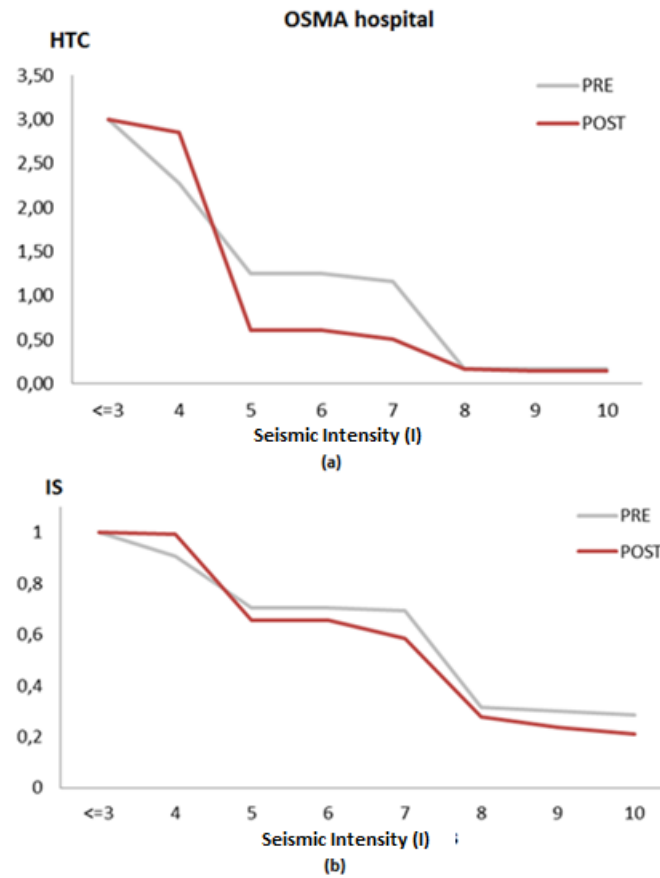 OSMA hospital
HTC
3,50
3,00
2,50
2,00
1,50
1,00
0,50
0,00
PRE
POST
<=3 4 5 6 7 8 9 10
Seismic Intensity (I)
(a)
IS
1
0,8
0,6
0,4
0,2
0
PRE
POST
<=3 4 5 6 7 8 9 10
Seismic Intensity (I)
(b)